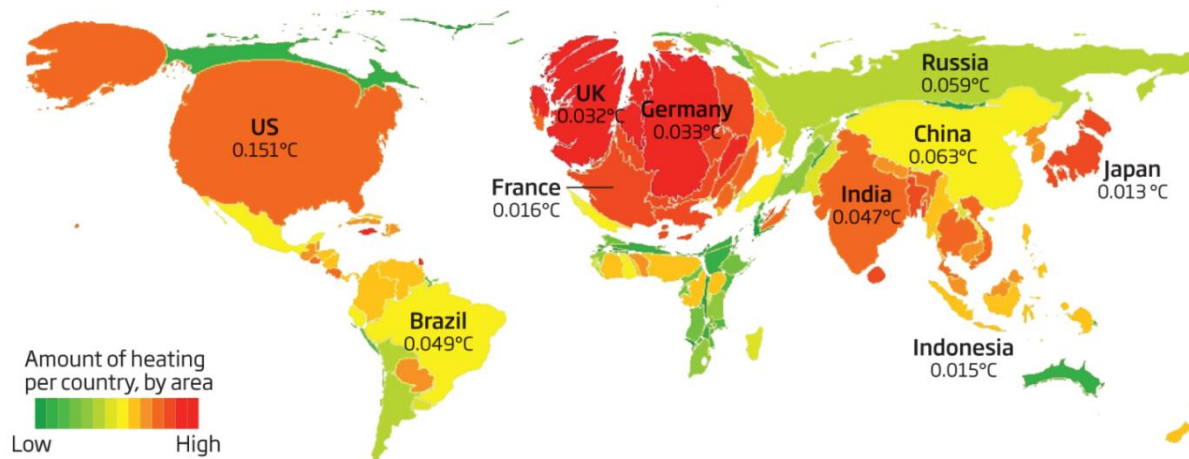 US
0.151°C
UK
0.032°C
Germany
0.033°C
Russia
0.059°C
China
0.063°C
France
0.016°C
India
0.047°C
Japan
0.013 °C
Brazil
0.049°C
Indonesia
0.015°C
Amount of heating
per country, by area
Low High